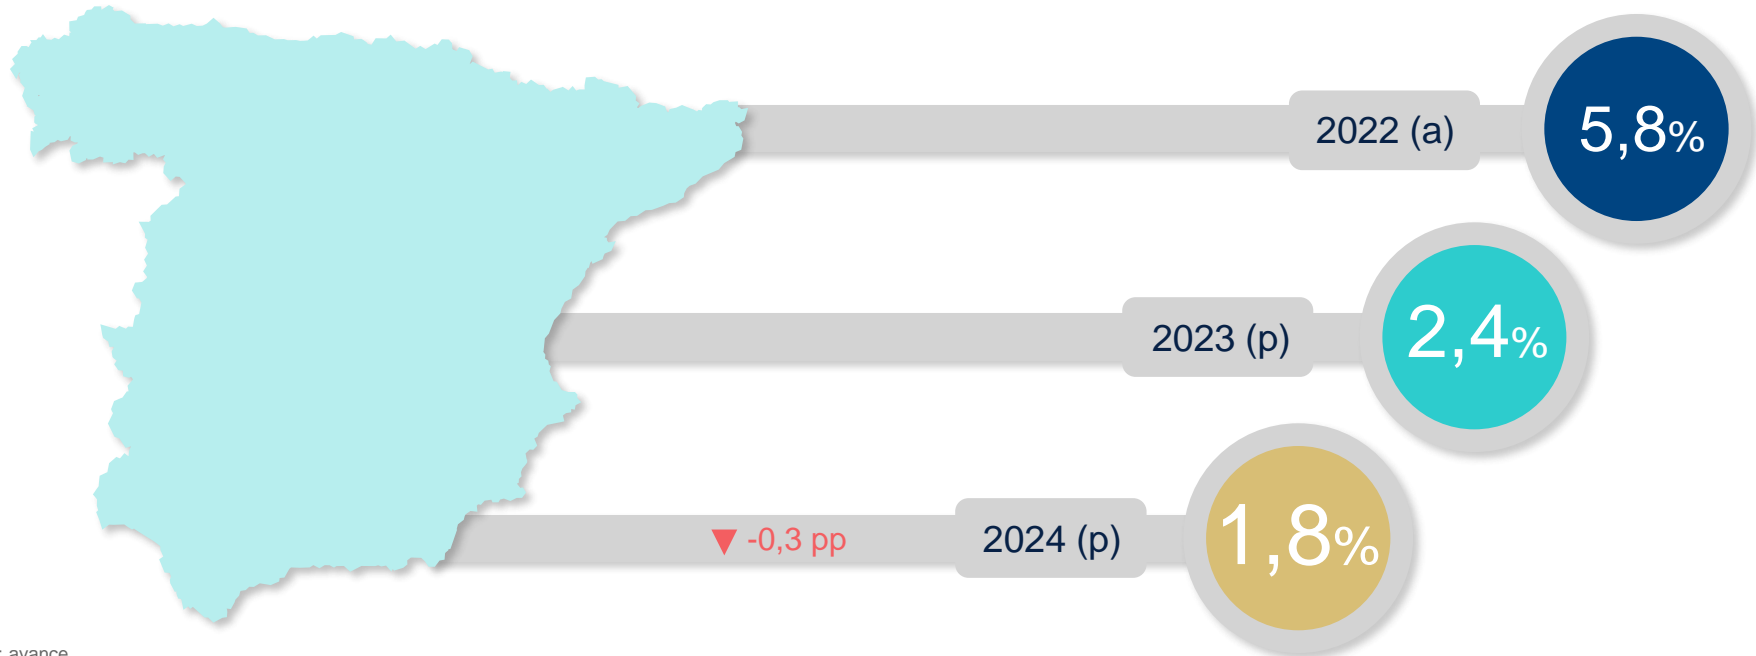 2022 (a)
5,8%
2023 (p)
2,4%
▼ -0,3 pp
2024 (p)
1,8%
: avance